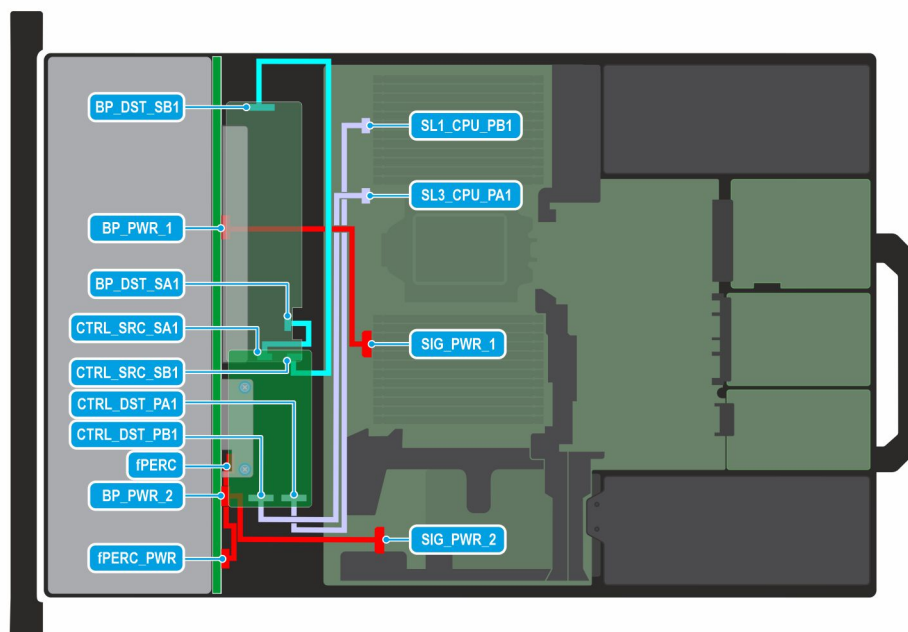 BP_DST_SB1
SL1_CPU_PB1
SL3_CPU_PA1
BP_PWR_1
BP_DST_SA1
CTRL_SRC_SA1
SIG_PWR_1
CTRL_SRC_SB1
CTRL_DST_PA1
CTRL_DST_PB1
fPERC
BP_PWR_2
SIG_PWR_2
fPERC_PWR